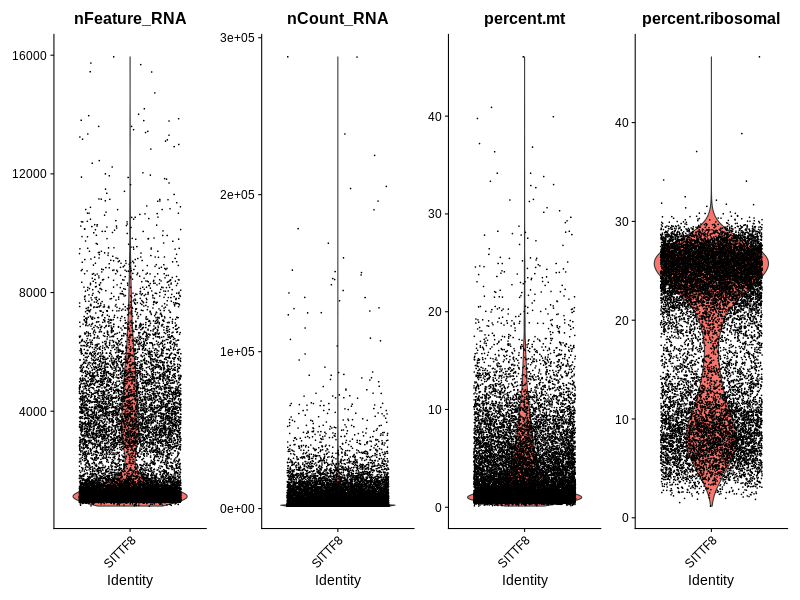 nFeature_RNA
16000
12000
8000
4000
SITTF8
Identity
nCount_RNA
3e+05
2e+05
1e+05
0e+00
SITTF8
Identity
percent.mt
40
30
20
10
0
SITTF8
Identity
percent.ribosomal
40
30
20
10
0
SITTF8
Identity